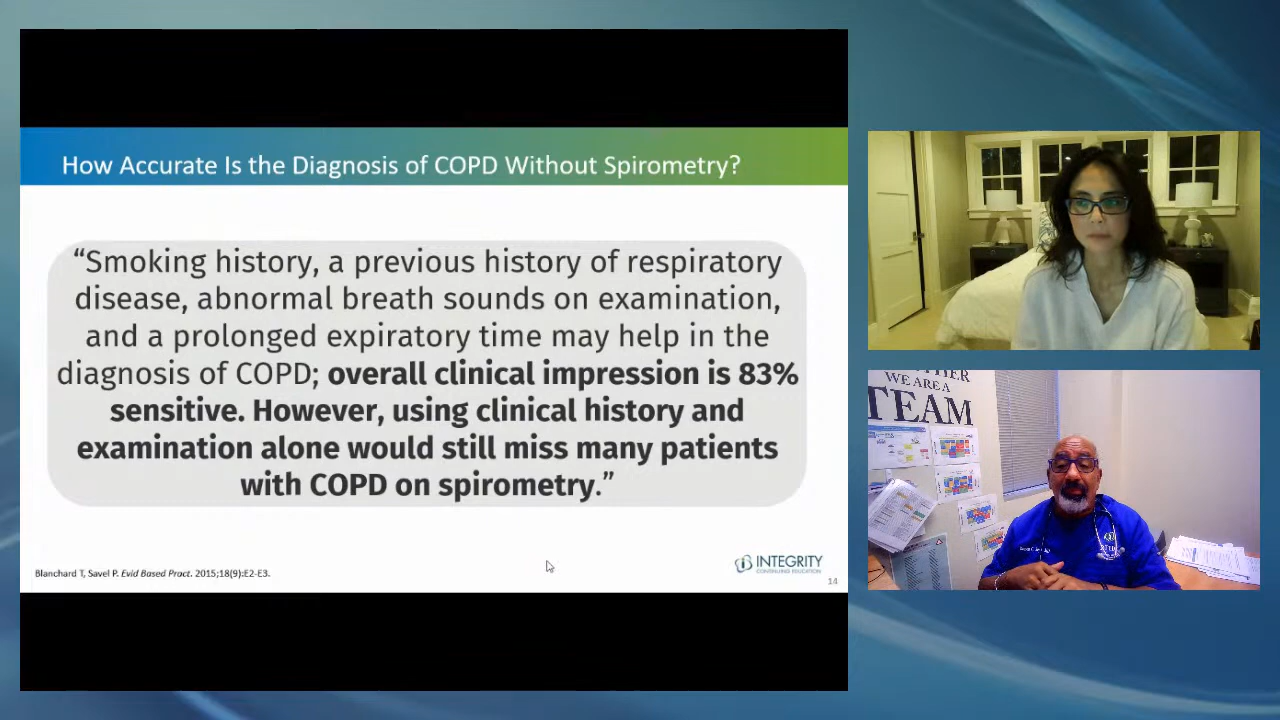 How Accurate Is the Diagnosis of COPD Without Spirometry?
“Smoking history, a previous history of respiratory
disease, abnormal breath sounds on examination,
and a prolonged expiratory time may help in the
diagnosis of COPD; overall clinical impression is 83%
sensitive. However, using clinical history and
examination alone would still miss many patients
with COPD on spirometry.”
Blanchard T, Savel P. Evid Based Pract. 2015;18(9):E2-E3.
INTEGRITY
CONTINUING EDUCATION
14
WE ARE A
TEAM